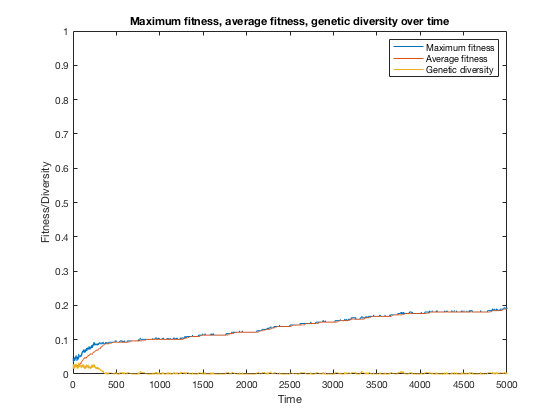 Maximum fitness, average fitness, genetic diversity over time
1
0.9
0.8
0.7
0.6
0.5
0.4
0.3
0.2
0.1
0
Fitness/Diversity
Maximum fitness
Average fitness
Genetic diversity
0 500 1000 1500 2000 2500 3000 3500 4000 4500 5000
Time